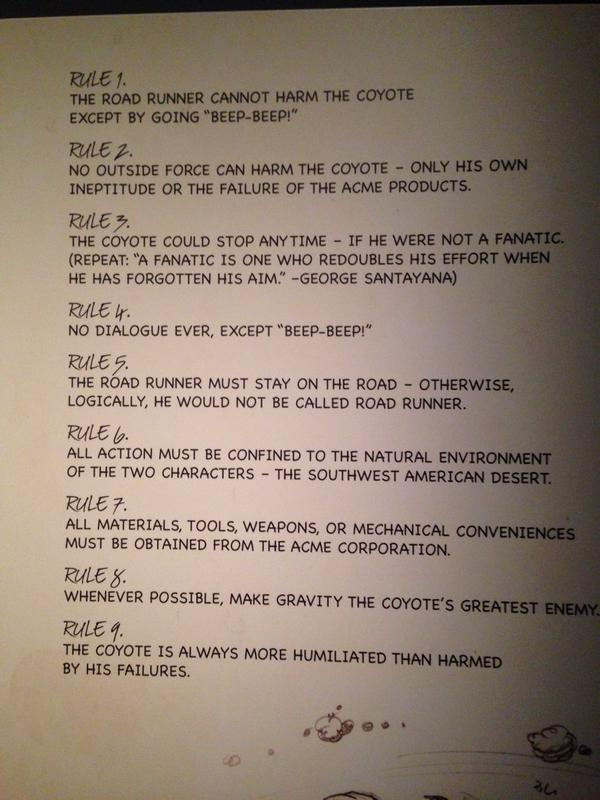 RULE 1.
THE ROAD RUNNER CANNOT HARM THE COYOTE
EXCEPT BY GOING “BEEP-BEEP!”
RULE 2.
NO OUTSIDE FORCE CAN HARM THE COYOTE – ONLY HIS OWN
INEPTITUDE OR THE FAILURE OF THE ACME PRODUCTS.
RULE 3.
THE COYOTE COULD STOP ANYTIME – IF HE WERE NOT A FANATIC.
(REPEAT: “A FANATIC IS ONE WHO REDOUBLES HIS EFFORT WHEN
HE HAS FORGOTTEN HIS AIM.” –GEORGE SANTAYANA)
RULE 4.
NO DIALOGUE EVER, EXCEPT “BEEP-BEEP!”
RULE 5.
THE ROAD RUNNER MUST STAY ON THE ROAD – OTHERWISE,
LOGICALLY, HE WOULD NOT BE CALLED ROAD RUNNER.
RULE 6.
ALL ACTION MUST BE CONFINED TO THE NATURAL ENVIRONMENT
OF THE TWO CHARACTERS – THE SOUTHWEST AMERICAN DESERT.
RULE 7.
ALL MATERIALS, TOOLS, WEAPONS, OR MECHANICAL CONVENIENCES
MUST BE OBTAINED FROM THE ACME CORPORATION.
RULE 8.
WHENEVER POSSIBLE, MAKE GRAVITY THE COYOTE’S GREATEST ENEMY.
RULE 9.
THE COYOTE IS ALWAYS MORE HUMILIATED THAN HARMED
BY HIS FAILURES.